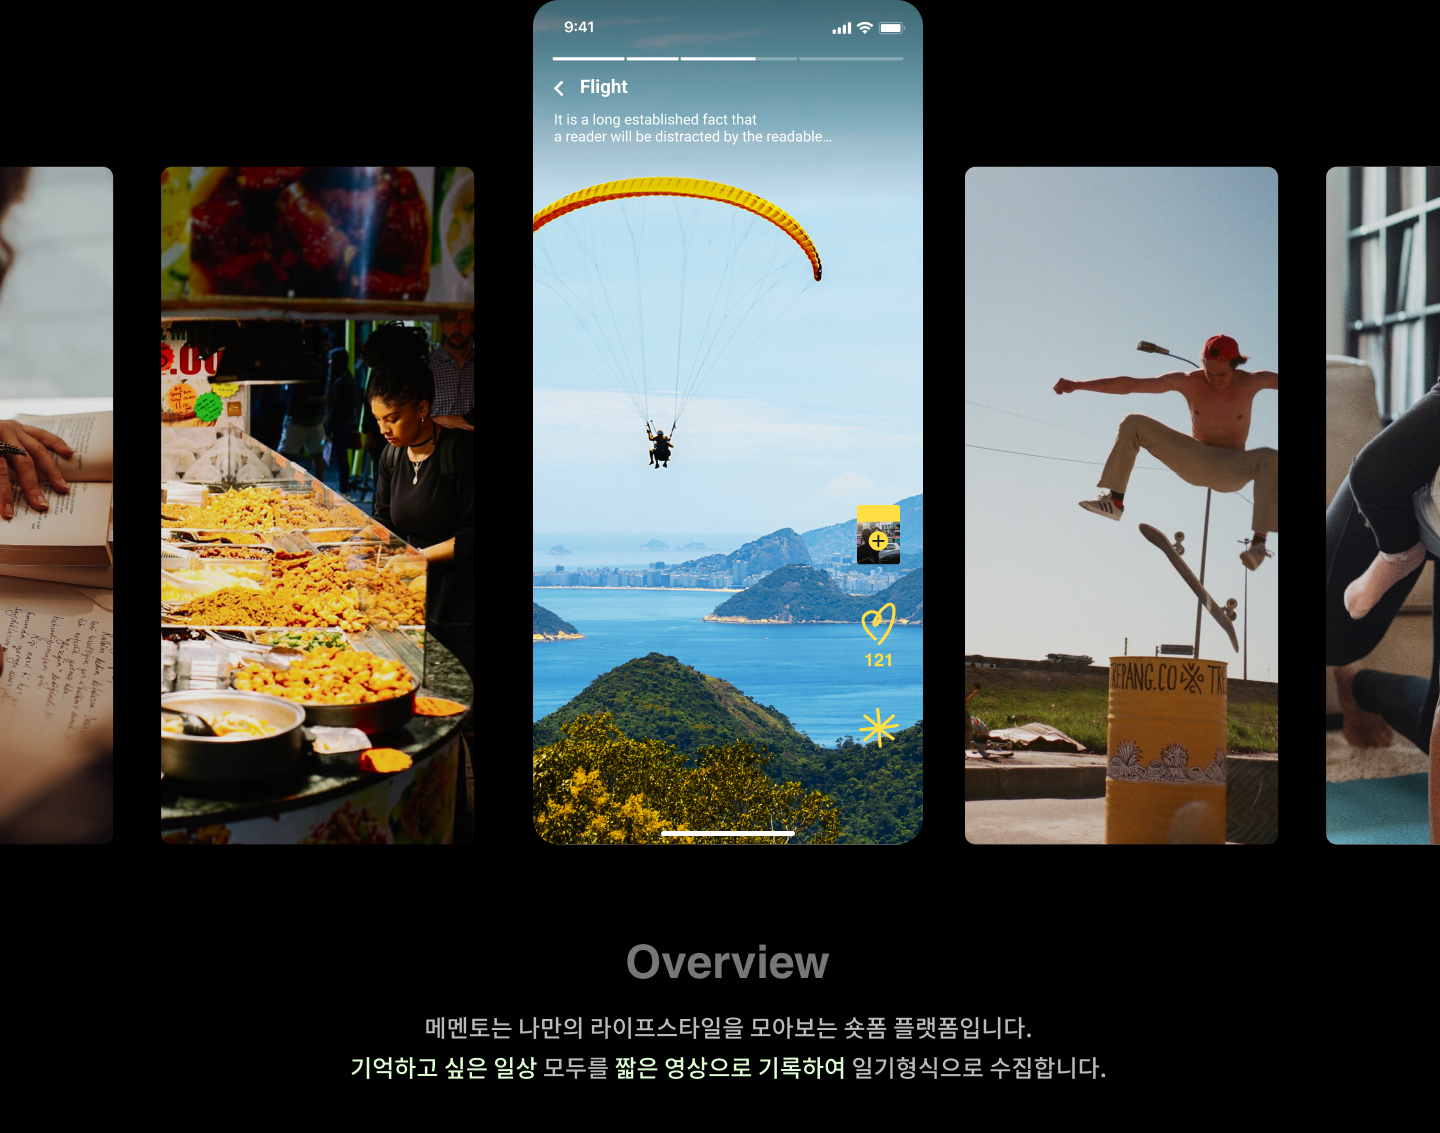 9:41
Flight
It is a long established fact that
a reader will be distracted by the readable...
.00
121
REPANG.CO
TRE
Overview
메멘토는 나만의 라이프스타일을 모아보는 숏폼 플랫폼입니다.
기억하고 싶은 일상 모두를 짧은 영상으로 기록하여 일기형식으로 수집합니다.